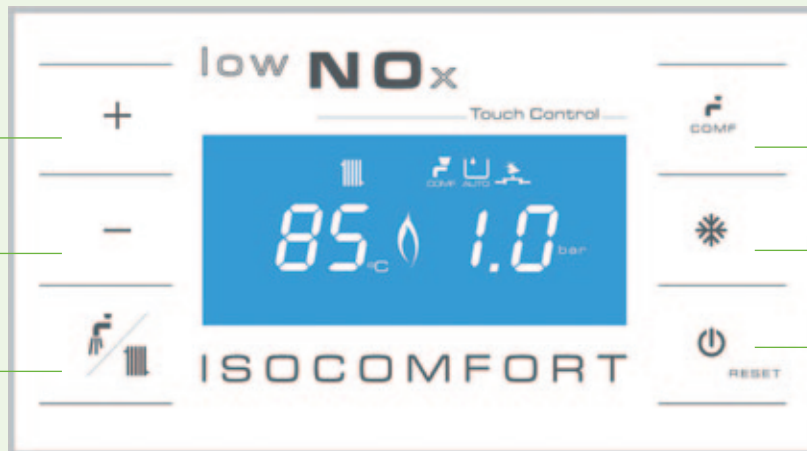 low NOx
Touch Control
+
COMF
COMF AUTO
85 °C 1.0 bar
-
RESET
ISOCOMFORT